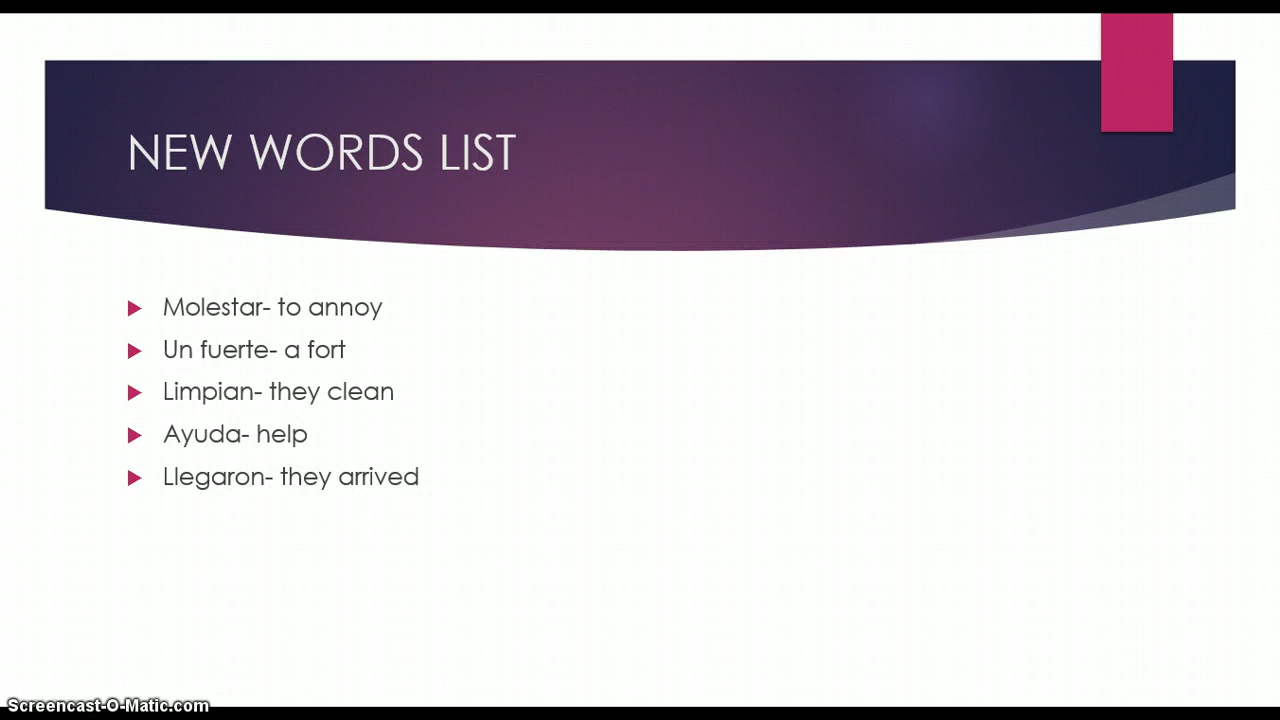 NEW WORDS LIST
Molestar- to annoy
Un fuerte- a fort
Limpian- they clean
Ayuda- help
Llegaron- they arrived
Screencast-O-Matic.com